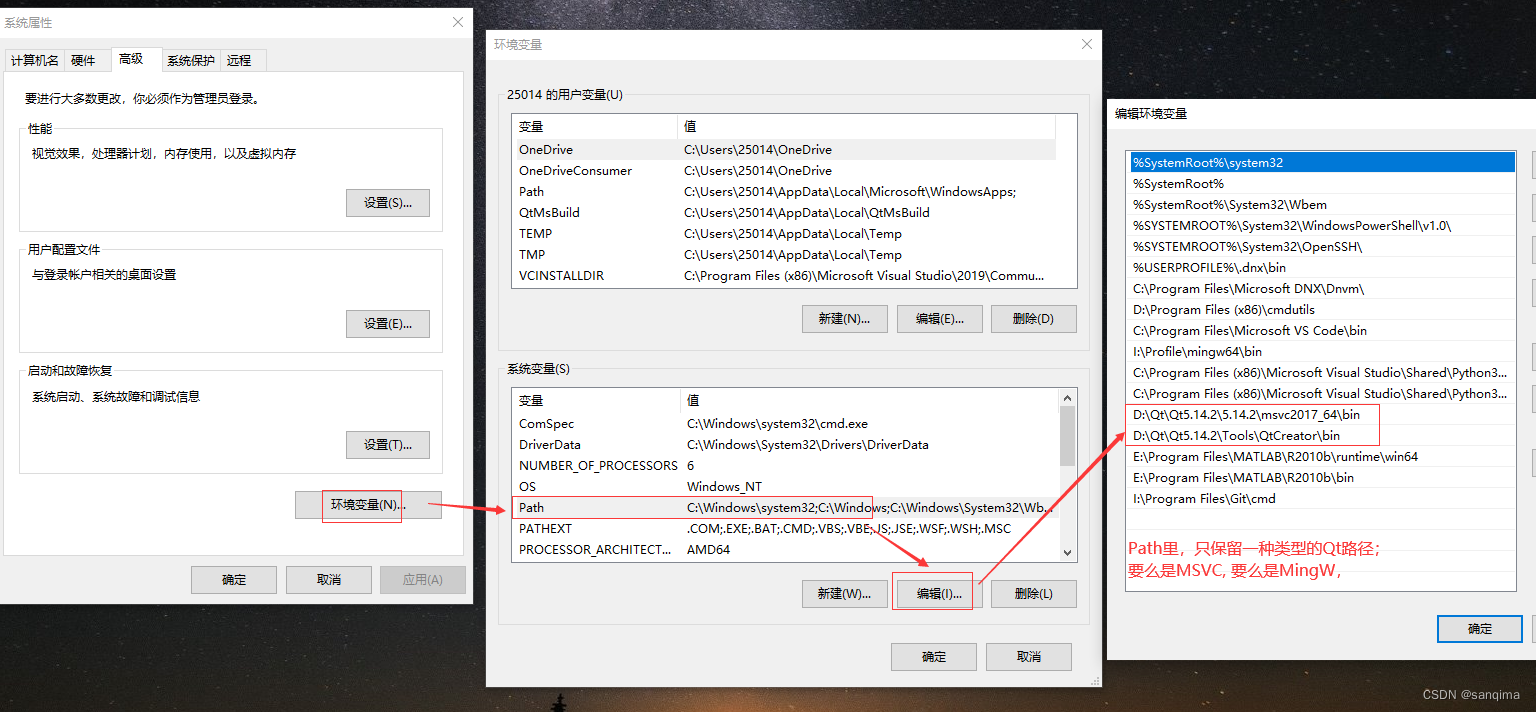 系统属性
计算机名
硬件
高级
系统保护
远程
要进行大多数更改，你必须作为管理员登录。
性能
视觉效果，处理器计划，内存使用，以及虚拟内存
设置(S)...
用户配置文件
与登录帐户相关的桌面设置
设置(E)...
启动和故障恢复
系统启动、系统故障和调试信息
设置(T)...
环境变量(N)...
确定
取消
应用(A)
环境变量
25014 的用户变量(U)
变量 值
OneDrive C:\Users\25014\OneDrive
OneDriveConsumer C:\Users\25014\OneDrive
Path C:\Users\25014\AppData\Local\Microsoft\WindowsApps;
QtMsBuild C:\Users\25014\AppData\Local\QtMsBuild
TEMP C:\Users\25014\AppData\Local\Temp
TMP C:\Users\25014\AppData\Local\Temp
VCINSTALLDIR C:\Program Files (x86)\Microsoft Visual Studio\2019\Commu...
新建(N)...
编辑(E)...
删除(D)
系统变量(S)
变量 值
ComSpec C:\Windows\system32\cmd.exe
DriverData C:\Windows\System32\Drivers\DriverData
NUMBER_OF_PROCESSORS 6
OS Windows_NT
Path C:\Windows\system32;C:\Windows;C:\Windows\System32\Wb...
PATHEXT .COM;.EXE;.BAT;.CMD;.VBS;.VBE;.JS;.JSE;.WSF;.WSH;.MSC
PROCESSOR_ARCHITECT... AMD64
新建(W)...
编辑(I)...
删除(L)
确定
取消
编辑环境变量
%SystemRoot%\system32
%SystemRoot%
%SystemRoot%\System32\Wbem
%SYSTEMROOT%\System32\WindowsPowerShell\v1.0\
%SYSTEMROOT%\System32\OpenSSH\
%USERPROFILE%\.dnx\bin
C:\Program Files\Microsoft DNX\Dnvm\
D:\Program Files (x86)\cmdutils
C:\Program Files\Microsoft VS Code\bin
I:\Profile\mingw64\bin
C:\Program Files (x86)\Microsoft Visual Studio\Shared\Python3...
C:\Program Files (x86)\Microsoft Visual Studio\Shared\Python3...
D:\Qt\Qt5.14.2\5.14.2\msvc2017_64\bin
D:\Qt\Qt5.14.2\Tools\QtCreator\bin
E:\Program Files\MATLAB\R2010b\runtime\win64
E:\Program Files\MATLAB\R2010b\bin
I:\Program Files\Git\cmd
Path里，只保留一种类型的Qt路径；
要么是MSVC, 要么是MingW，
确定
CSDN @sanqima